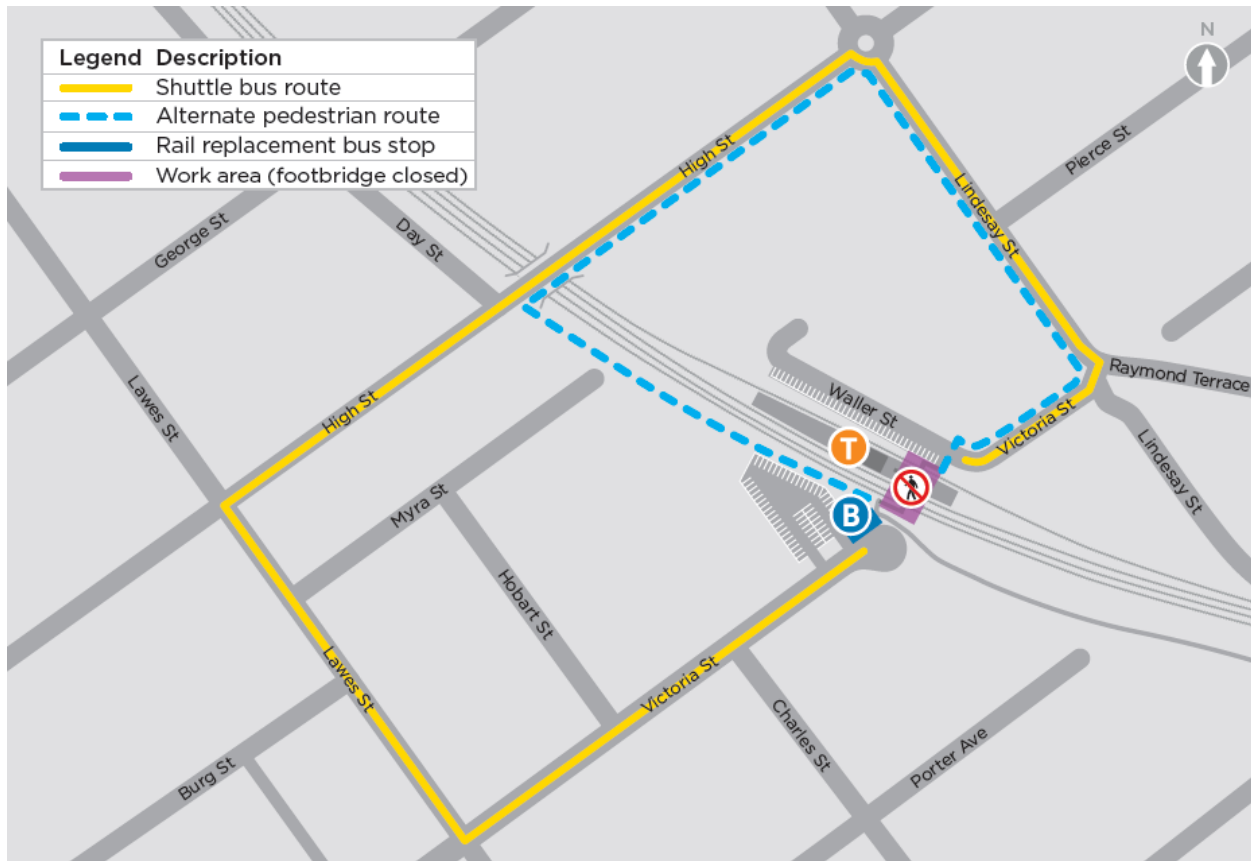 Legend Description
Shuttle bus route
Alternate pedestrian route
Rail replacement bus stop
Work area (footbridge closed)
N
Pierce St
High St
Lindesay St
George St
Day St
Raymond Terrace
Waller St
Lawes St
High St
Victoria St
T
Lindesay St
Myra St
B
Hobart St
Lawes St
Victoria St
Charles St
Porter Ave
Burg St